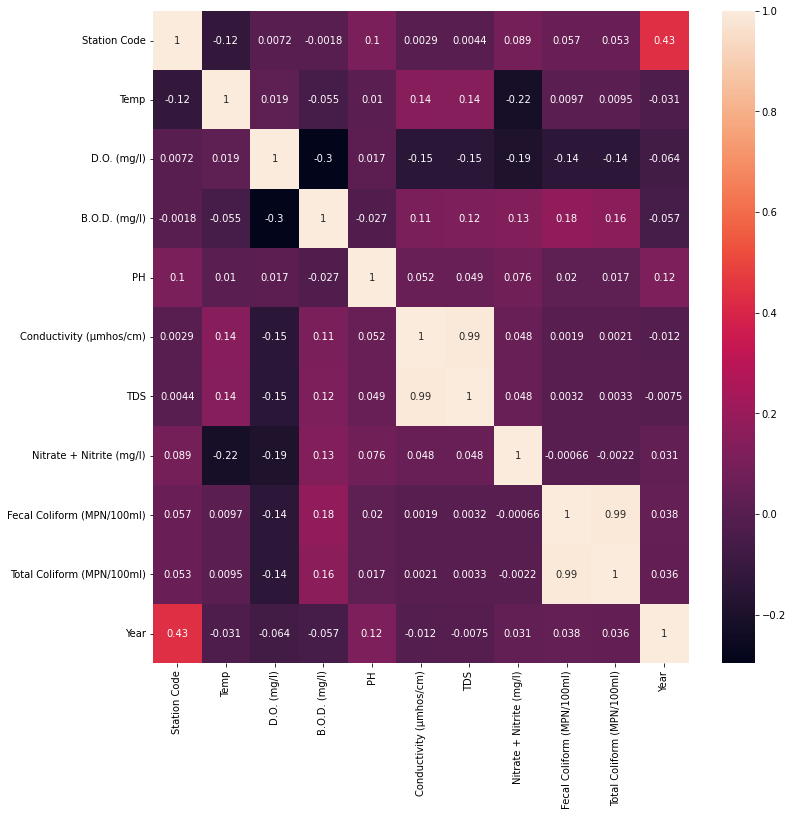 Station Code 1 -0.12 0.0072 -0.0018 0.1 0.0029 0.0044 0.089 0.057 0.053 0.43
Temp -0.12 1 0.019 -0.055 0.01 0.14 0.14 -0.22 0.0097 0.0095 -0.031
D.O. (mg/l) 0.0072 0.019 1 -0.3 0.017 -0.15 -0.15 -0.19 -0.14 -0.14 -0.064
B.O.D. (mg/l) -0.0018 -0.055 -0.3 1 -0.027 0.11 0.12 0.13 0.18 0.16 -0.057
PH 0.1 0.01 0.017 -0.027 1 0.052 0.049 0.076 0.02 0.017 0.12
Conductivity (µmhos/cm) 0.0029 0.14 -0.15 0.11 0.052 1 0.99 0.048 0.0019 0.0021 -0.012
TDS 0.0044 0.14 -0.15 0.12 0.049 0.99 1 0.048 0.0032 0.0033 -0.0075
Nitrate + Nitrite (mg/l) 0.089 -0.22 -0.19 0.13 0.076 0.048 0.048 1 -0.00066 -0.0022 0.031
Fecal Coliform (MPN/100ml) 0.057 0.0097 -0.14 0.18 0.02 0.0019 0.0032 -0.00066 1 0.99 0.038
Total Coliform (MPN/100ml) 0.053 0.0095 -0.14 0.16 0.017 0.0021 0.0033 -0.0022 0.99 1 0.036
Year 0.43 -0.031 -0.064 -0.057 0.12 -0.012 -0.0075 0.031 0.038 0.036 1
Station Code
Temp
D.O. (mg/l)
B.O.D. (mg/l)
PH
Conductivity (µmhos/cm)
TDS
Nitrate + Nitrite (mg/l)
Fecal Coliform (MPN/100ml)
Total Coliform (MPN/100ml)
Year
1.0
0.8
0.6
0.4
0.2
0.0
−0.2